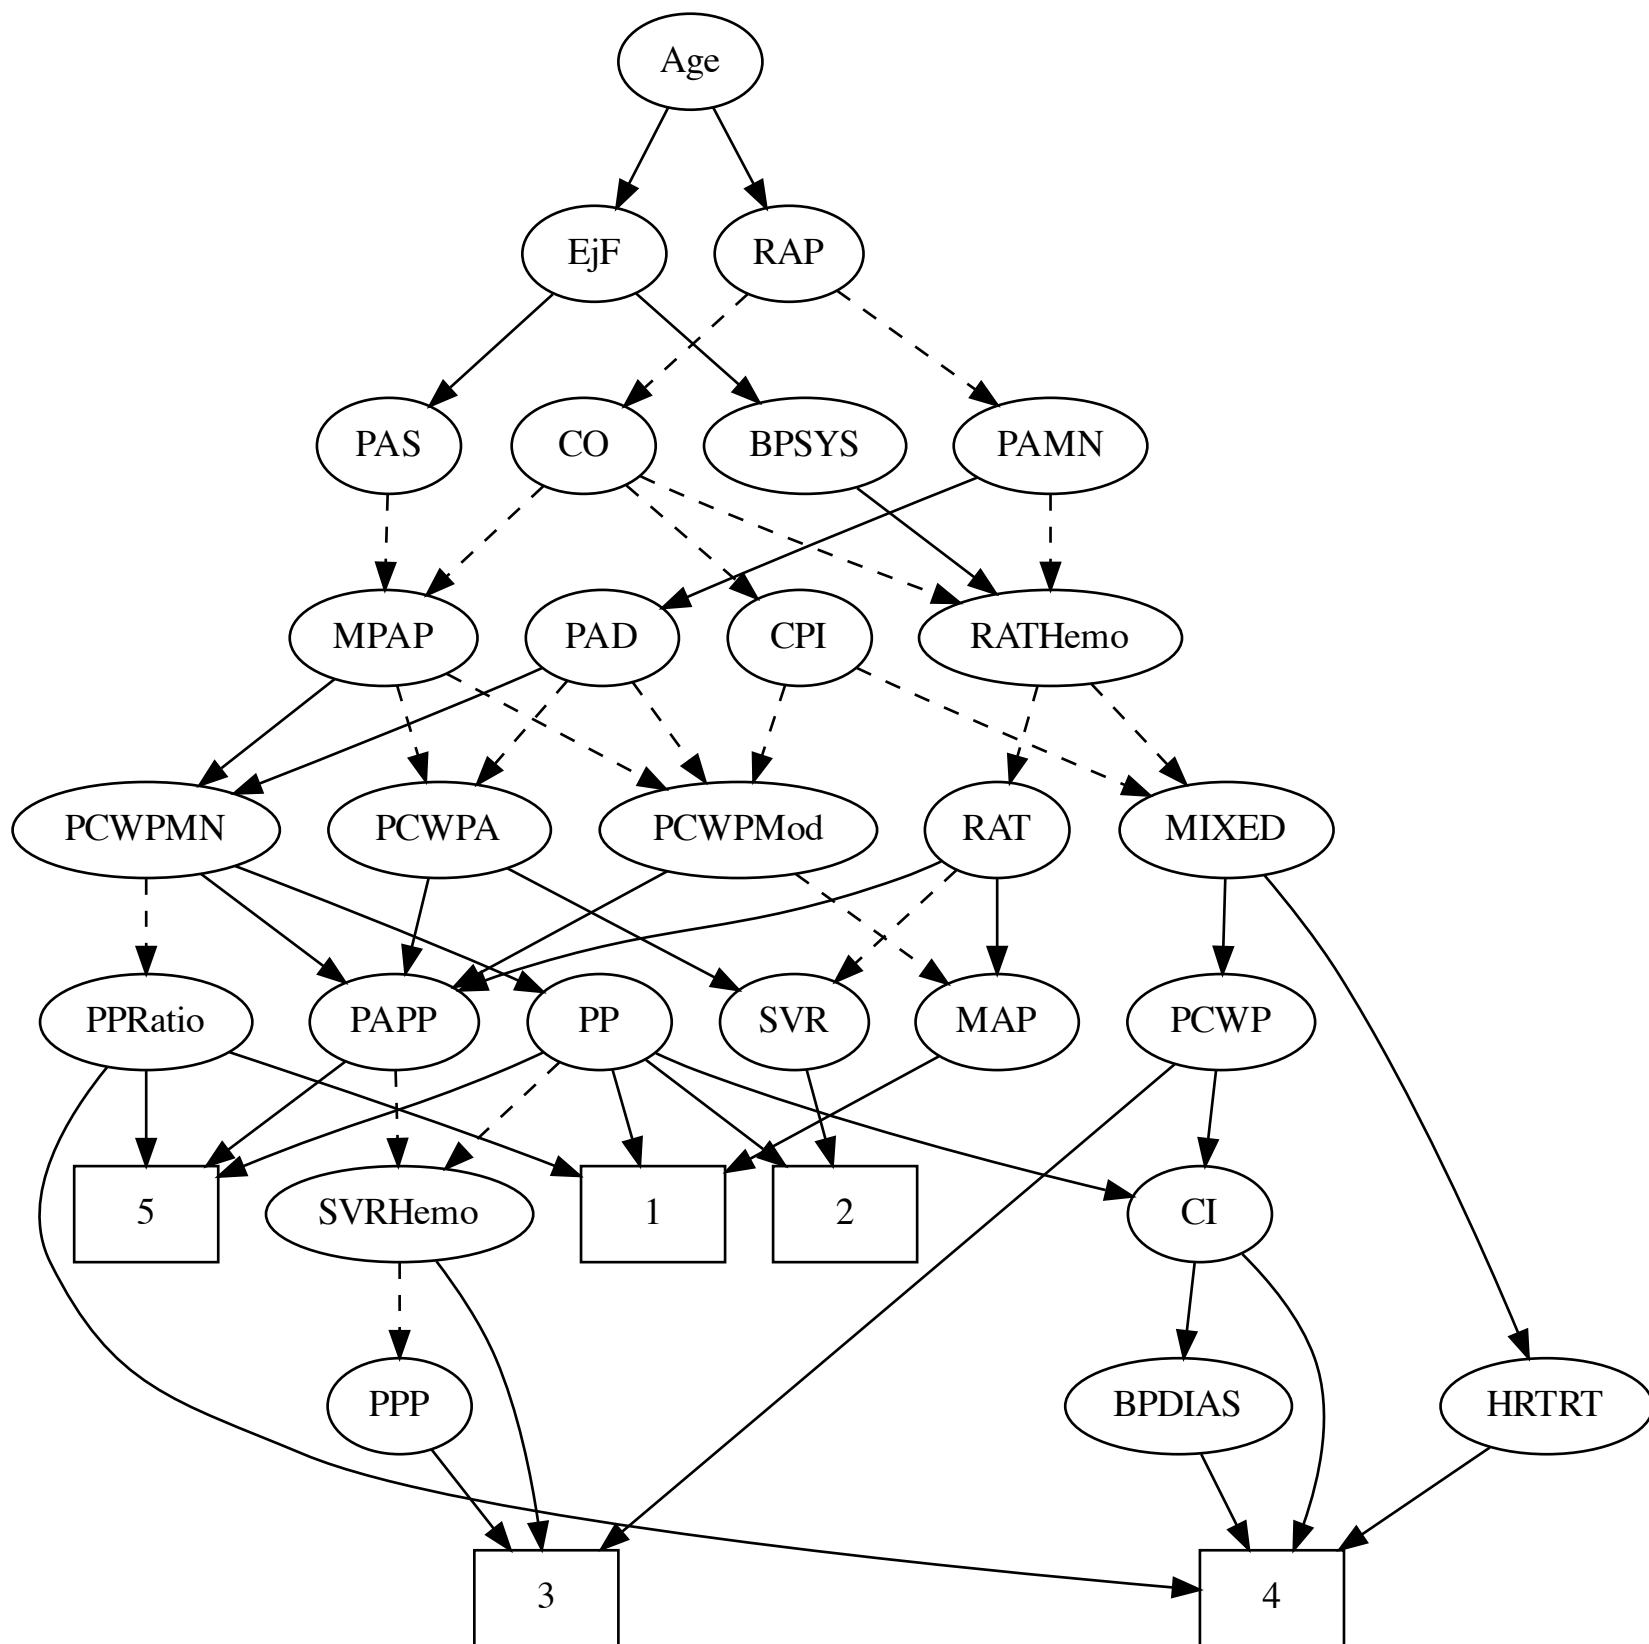 Age
EjF
RAP
PAS
CO
BPSYS
PAMN
MPAP
PAD
CPI
RATHemo
PCWPMN
PCWPA
PCWPMod
RAT
MIXED
PPRatio
PAPP
PP
SVR
MAP
PCWP
5
SVRHemo
1
2
CI
PPP
BPDIAS
HRTRT
3
4